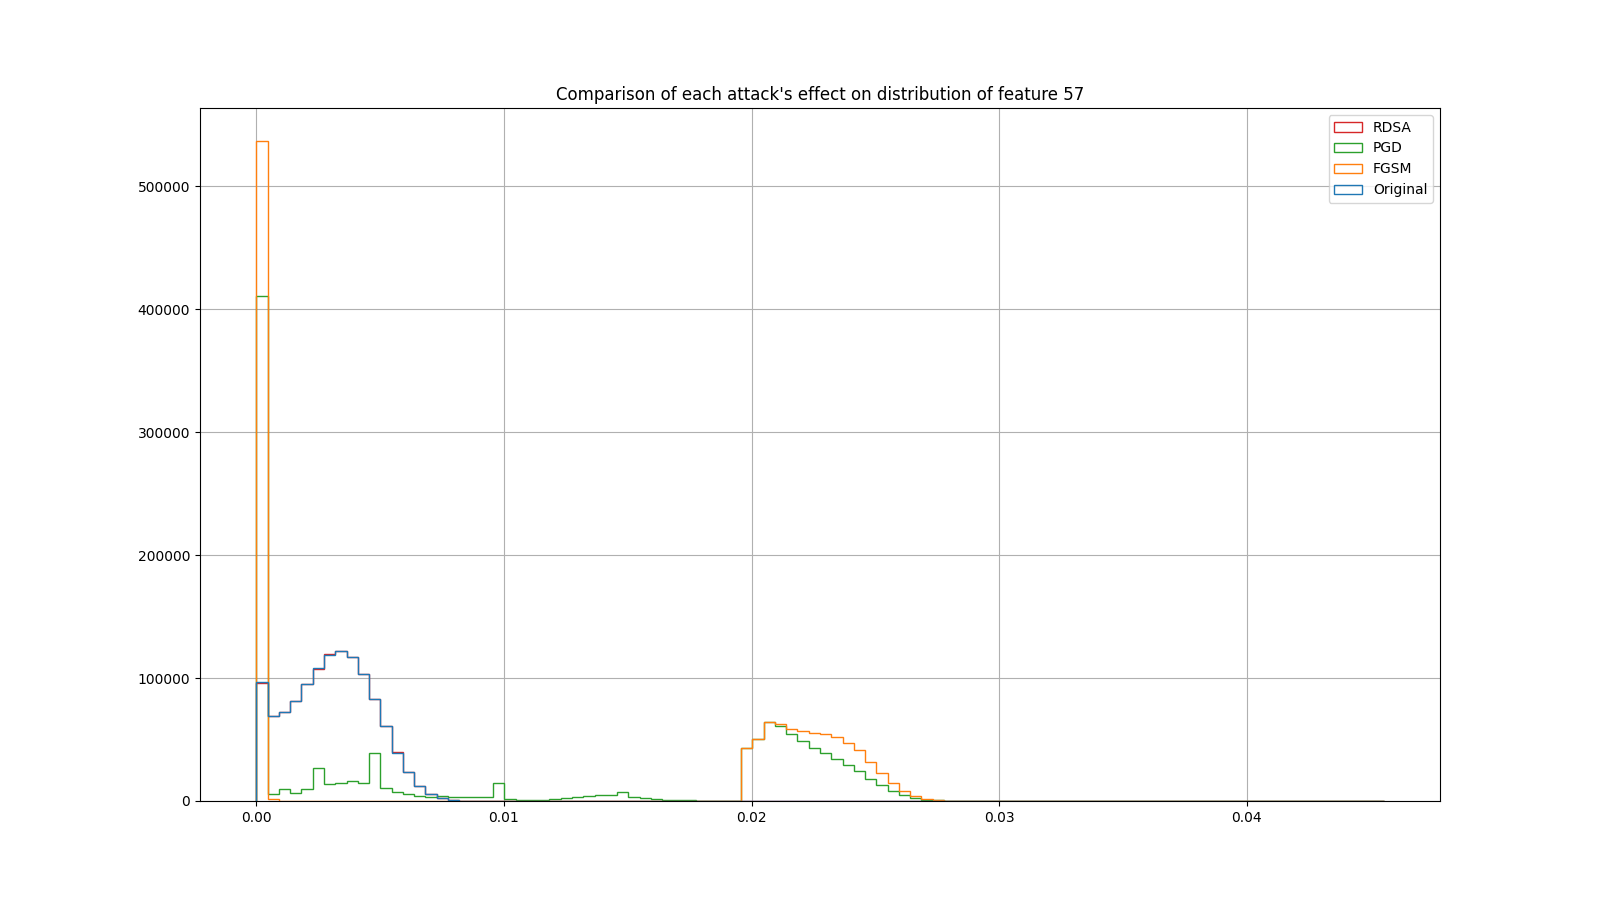 Comparison of each attack's effect on distribution of feature 57
RDSA
PGD
FGSM
Original
500000
400000
300000
200000
100000
0
0.00 0.01 0.02 0.03 0.04